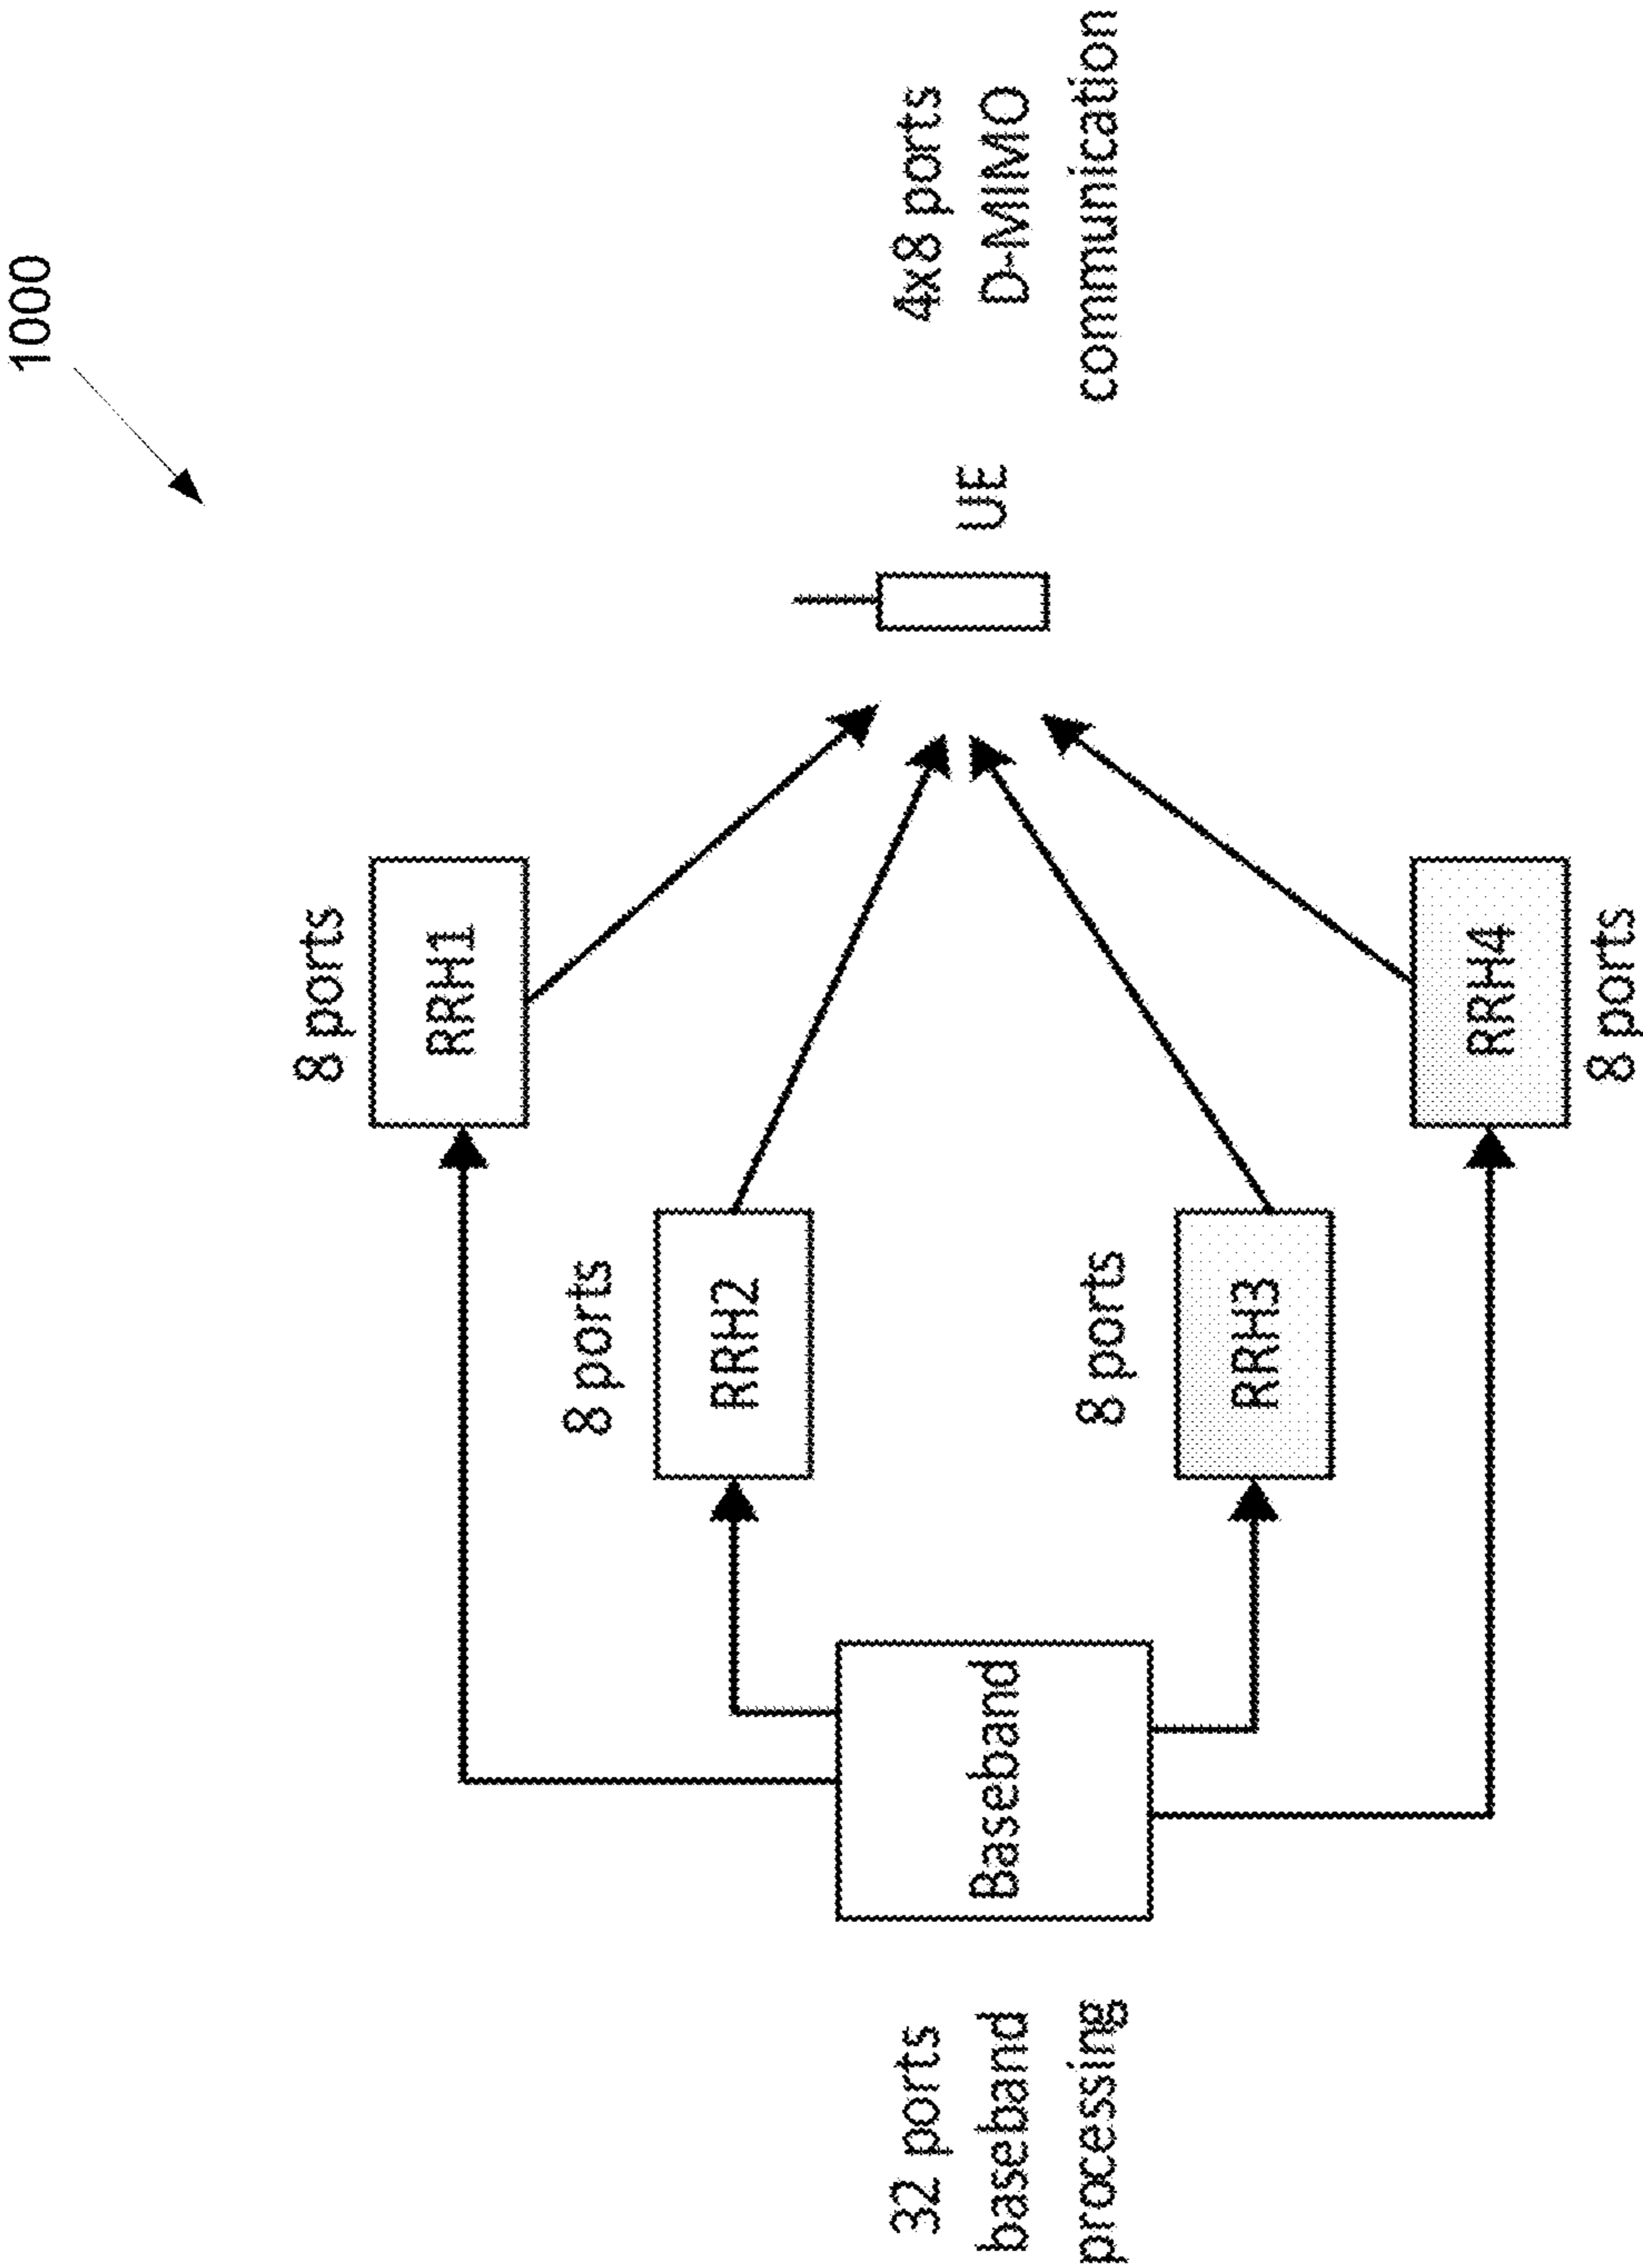 1000
8 ports
RRH1
8 ports
RRH2
32 ports
baseband
processing
Baseband
UE
4x8 ports
D-MIMO
communication
8 ports
RRH3
RRH4
8 ports